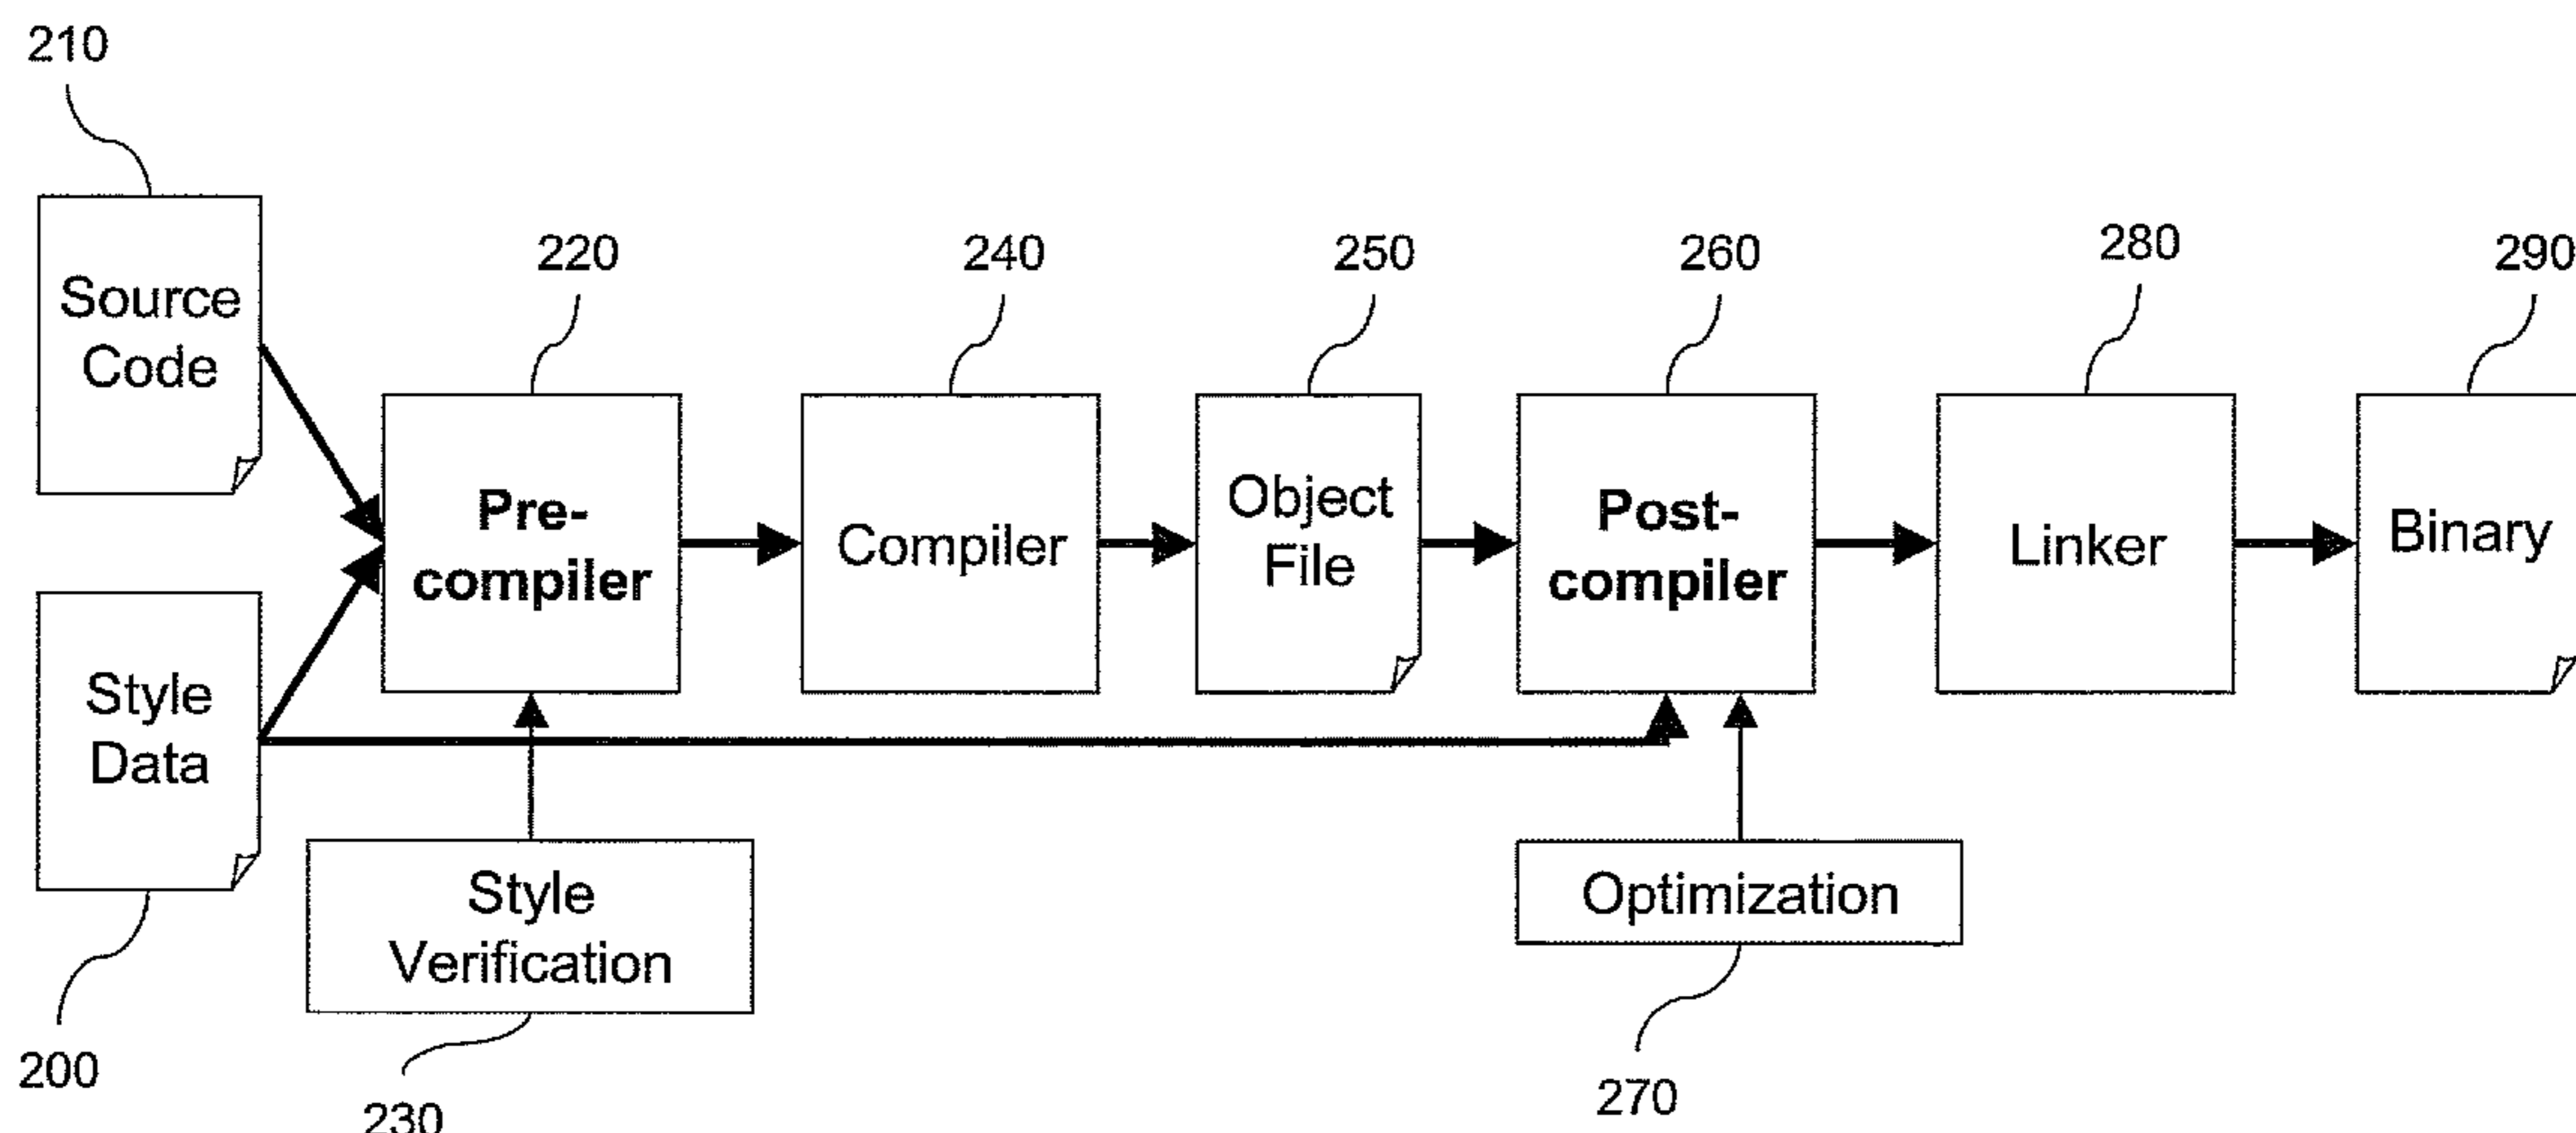 210
220
240
250
260
280
290
Source
Code
Pre-
compiler
Compiler
Object
File
Post-
compiler
Linker
Binary
Style
Data
Style
Verification
Optimization
200
230
270